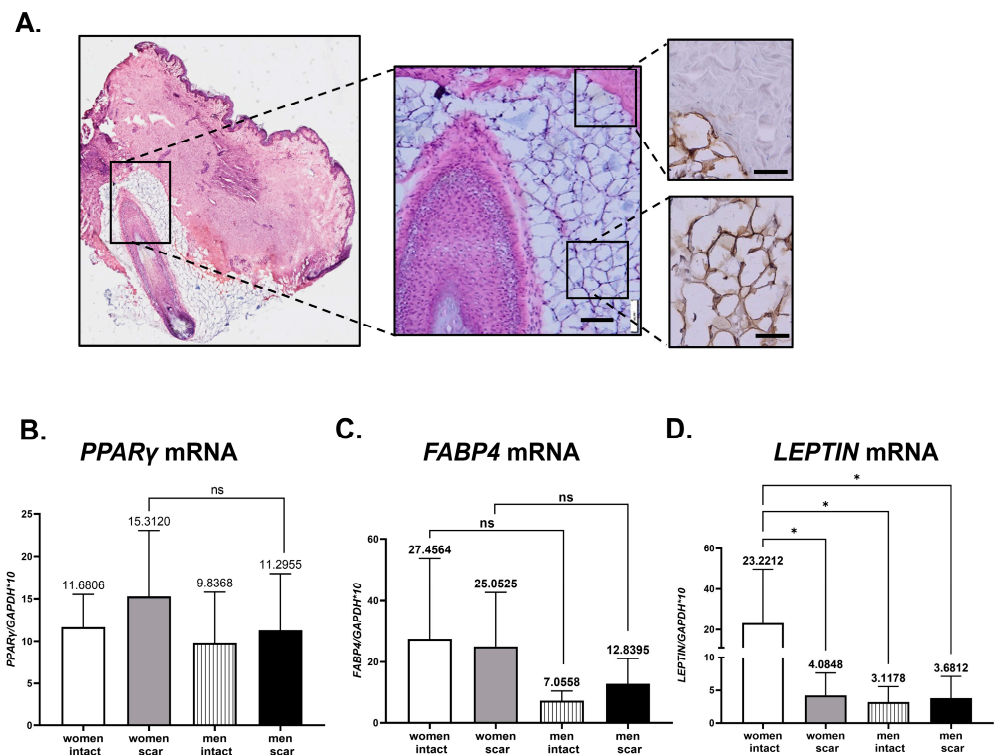 A.
B.
PPARγ mRNA
ns
15.3120
11.6806
9.8368
11.2955
PPARγ/GAPDH*10
25
20
15
10
5
0
women intact
women scar
men intact
men scar
C.
FABP4 mRNA
ns
ns
27.4564
25.0525
7.0558
12.8395
FABP4/GAPDH*10
60
40
20
0
women intact
women scar
men intact
men scar
D.
LEPTIN mRNA
*
*
*
23.2212
4.0848
3.1178
3.6812
LEPTIN/GAPDH*10
60
40
20
10
5
0
women intact
women scar
men intact
men scar